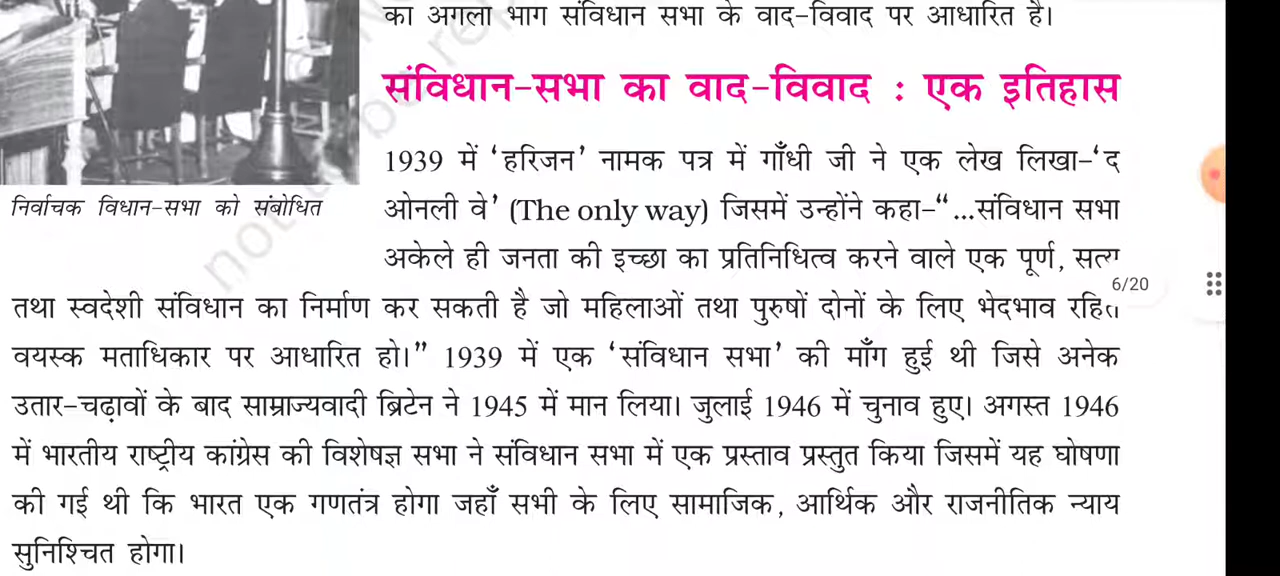 का अगला भाग संविधान सभा के वाद-विवाद पर आधारित है।
संविधान-सभा का वाद-विवाद : एक इतिहास
1939 में ‘हरिजन’ नामक पत्र में गाँधी जी ने एक लेख लिखा–‘द
निर्वाचक विधान-सभा को संबोधित
ओनली वे’ (The only way) जिसमें उन्होंने कहा–“...संविधान सभा
अकेले ही जनता की इच्छा का प्रतिनिधित्व करने वाले एक पूर्ण, सत्य
6/20
तथा स्वदेशी संविधान का निर्माण कर सकती है जो महिलाओं तथा पुरुषों दोनों के लिए भेदभाव रहित
वयस्क मताधिकार पर आधारित हो।” 1939 में एक ‘संविधान सभा’ की माँग हुई थी जिसे अनेक
उतार-चढ़ावों के बाद साम्राज्यवादी ब्रिटेन ने 1945 में मान लिया। जुलाई 1946 में चुनाव हुए। अगस्त 1946
में भारतीय राष्ट्रीय कांग्रेस की विशेषज्ञ सभा ने संविधान सभा में एक प्रस्ताव प्रस्तुत किया जिसमें यह घोषणा
की गई थी कि भारत एक गणतंत्र होगा जहाँ सभी के लिए सामाजिक, आर्थिक और राजनीतिक न्याय
सुनिश्चित होगा।